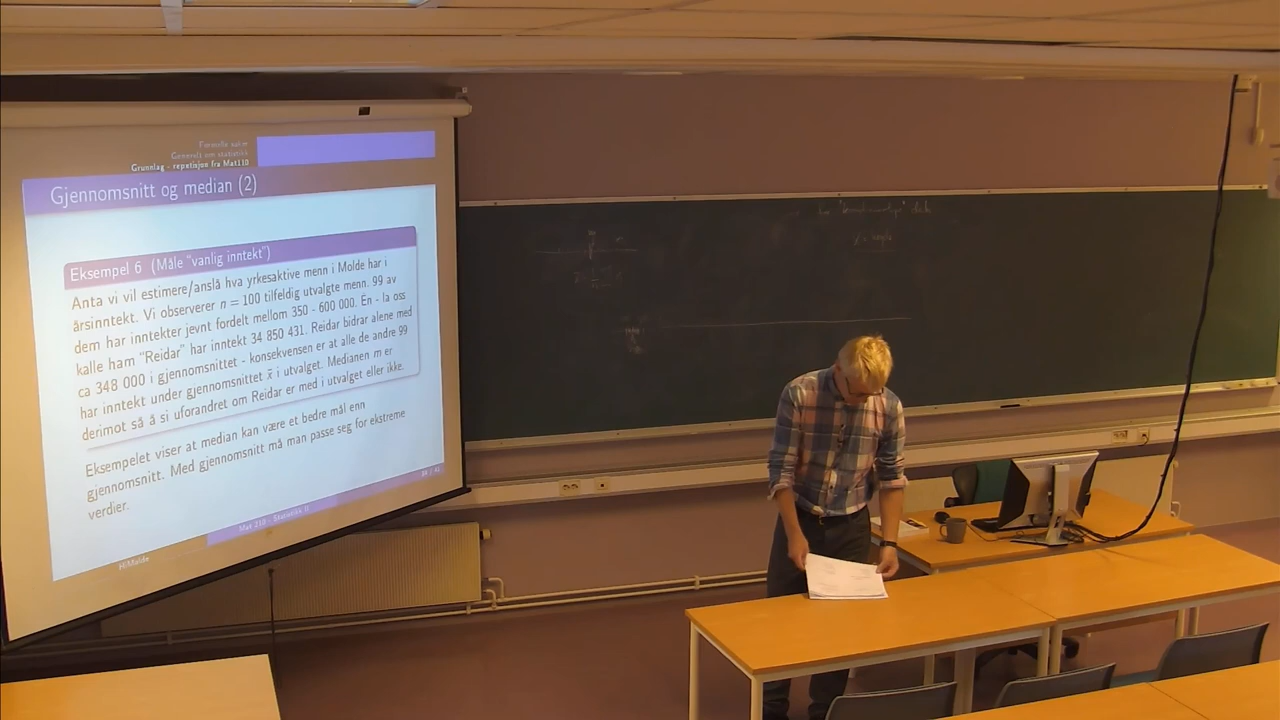 Formelle saker
Generelt om statistikk
Grunnlag - repetisjon fra Mat110
Gjennomsnitt og median (2)
Eksempel 6 (Måle "vanlig inntekt")
Anta vi vil estimere/anslå hva yrkesaktive menn i Molde har i
årsinntekt. Vi observerer n = 100 tilfeldig utvalgte menn. 99 av
dem har inntekter jevnt fordelt mellom 350 - 600 000. Én - la oss
kalle ham "Reidar" har inntekt 34 850 431. Reidar bidrar alene med
ca 348 000 i gjennomsnittet - konsekvensen er at alle de andre 99
har inntekt under gjennomsnittet x̄ i utvalget. Medianen m er
derimot så å si uforandret om Reidar er med i utvalget eller ikke.
Eksempelet viser at median kan være et bedre mål enn
gjennomsnitt. Med gjennomsnitt må man passe seg for ekstreme
verdier.
HiMolde
Mat 210 - Statistikk II